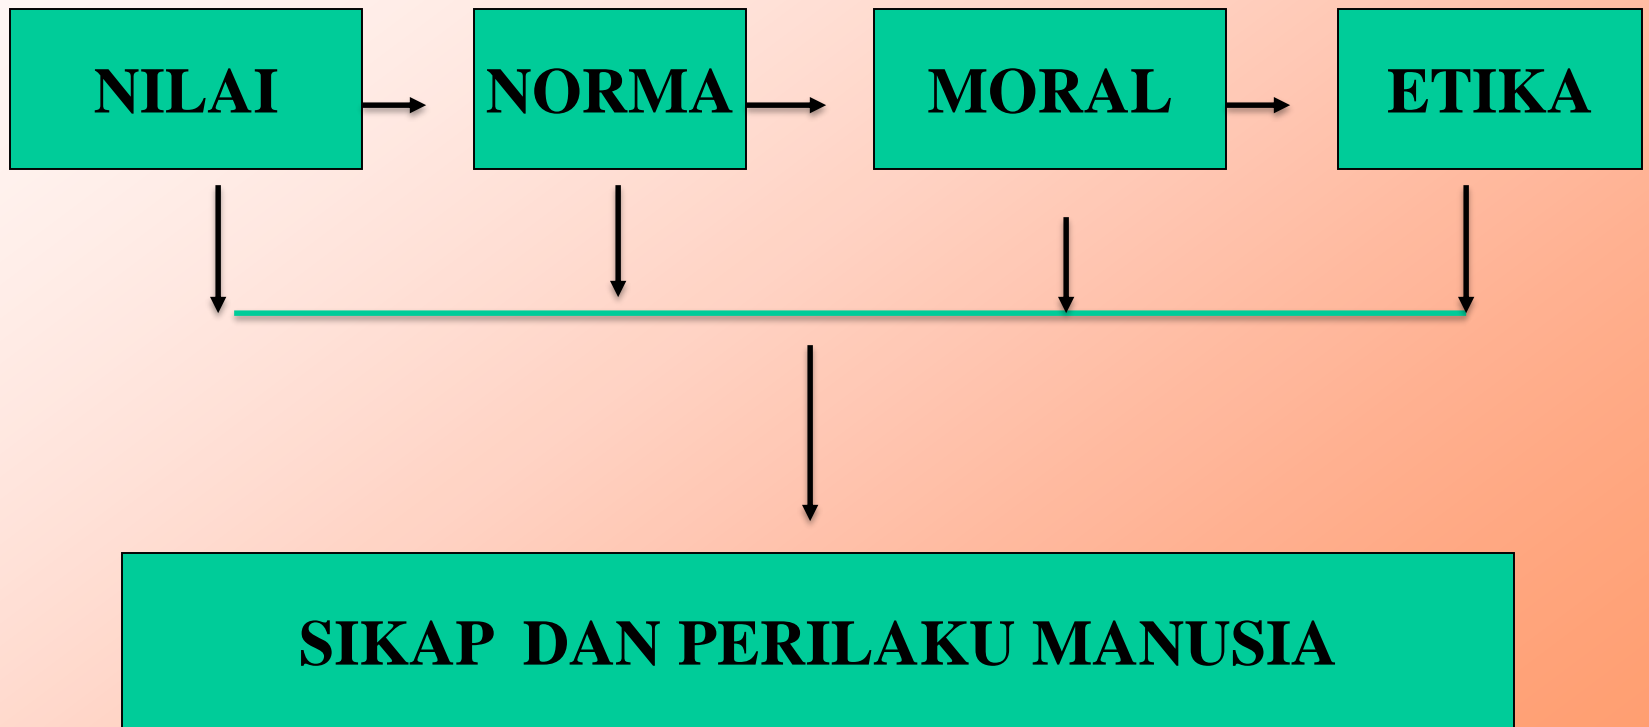 NILAI
NORMA
MORAL
ETIKA
SIKAP DAN PERILAKU MANUSIA